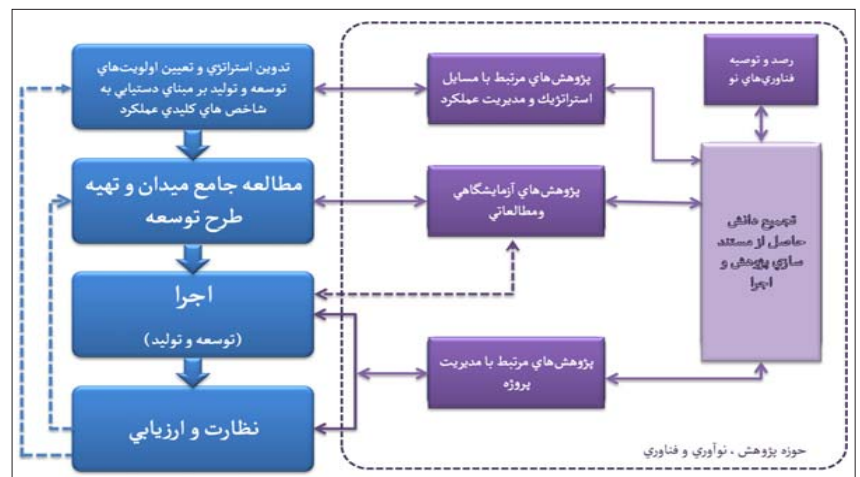 تدوين استراتژي و تعيين اولويت‌هاي
توسعه و توليد بر مبناي دستيابي به
شاخص هاي كليدي عملكرد
پژوهش‌هاي مرتبط با مسايل
استراتژيك و مديريت عملكرد
رصد و توصيه
فناوري‌هاي نو
مطالعه جامع ميدان و تهيه
طرح توسعه
پژوهش‌هاي آزمايشگاهي
ومطالعاتي
تجميع دانش
حاصل از مستند
سازي پژوهش و
اجرا
اجرا
(توسعه و توليد)
پژوهش‌هاي مرتبط با مديريت
پروژه
نظارت و ارزيابي
حوزه پژوهش ، نوآوري و فناوري